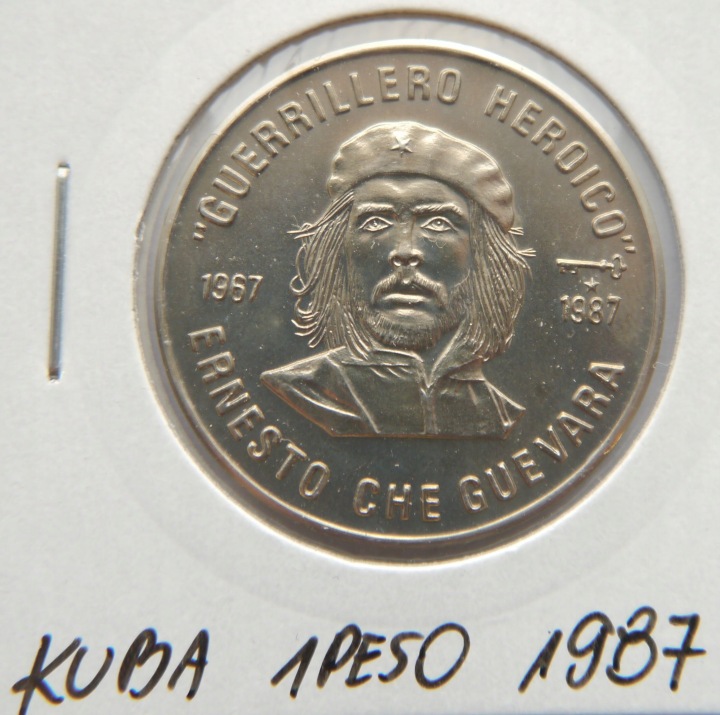 "GUERRILLERO HEROICO"
1967
1987
ERNESTO CHE GUEVARA
KUBA 1PESO 1987